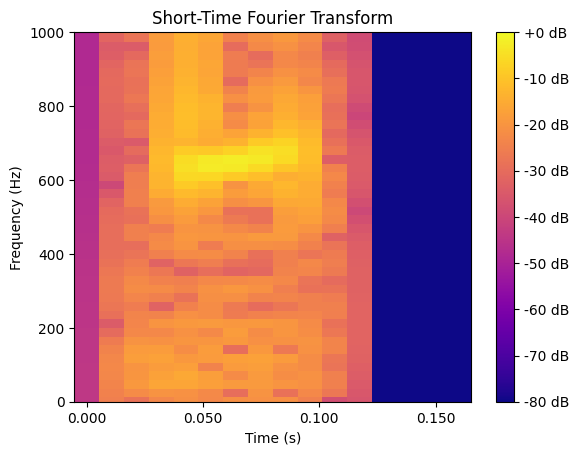 Short-Time Fourier Transform
1000
800
600
400
200
0
Frequency (Hz)
0.000
0.050
0.100
0.150
Time (s)
+0 dB
-10 dB
-20 dB
-30 dB
-40 dB
-50 dB
-60 dB
-70 dB
-80 dB